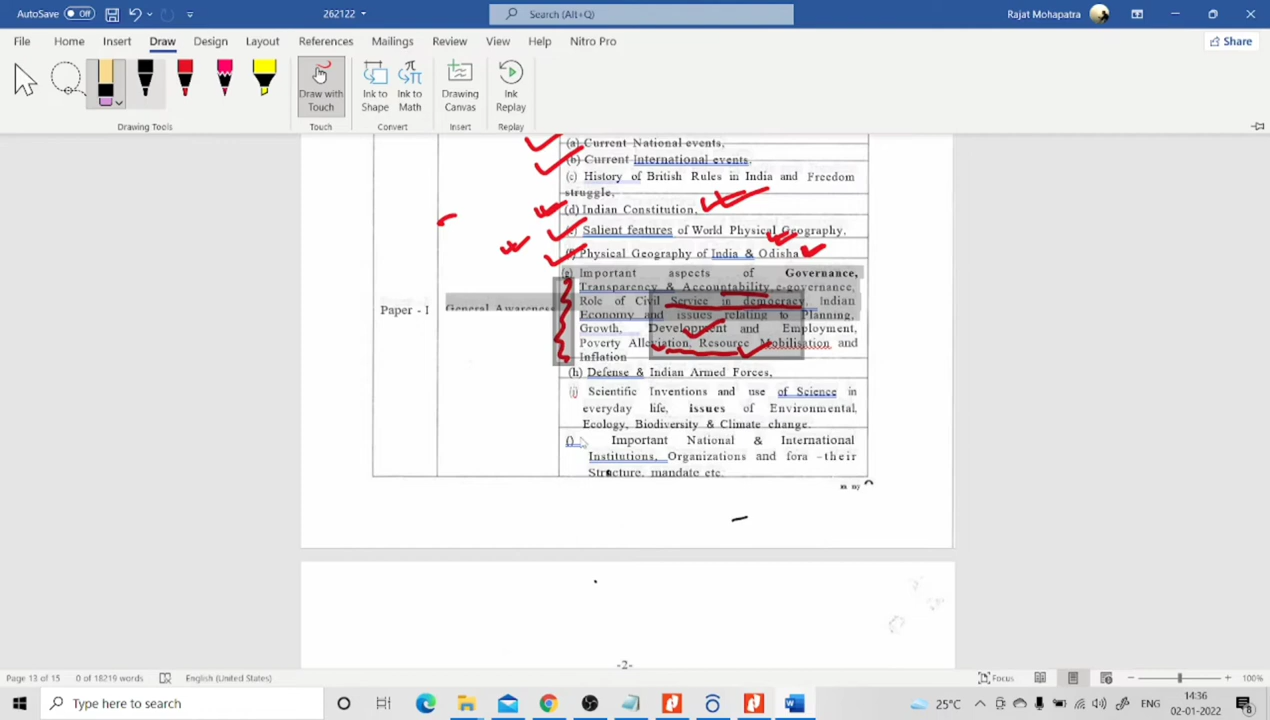 AutoSave Off 262122 Search (Alt+Q) Rajat Mohapatra
File Home Insert Draw Design Layout References Mailings Review View Help Nitro Pro Share
Draw with Touch Ink to Shape Ink to Math Drawing Canvas Ink Replay
Drawing Tools Touch Convert Insert Replay
(a) Current National events,
(b) Current International events,
(c) History of British Rules in India and Freedom
struggle,
(d) Indian Constitution,
Salient features of World Physical Geography,
(f) Physical Geography of India & Odisha
(e) Important aspects of Governance,
Transparency & Accountability, e-governance,
Role of Civil Service in democracy, Indian
Paper - I General Awareness
Economy and issues relating to Planning,
Growth, Development and Employment,
Poverty Alleviation, Resource Mobilisation and
Inflation
(h) Defense & Indian Armed Forces,
(i) Scientific Inventions and use of Science in
everyday life, issues of Environmental,
Ecology, Biodiversity & Climate change.
() Important National & International
Institutions, Organizations and fora –their
Structure, mandate etc.
-2-
Page 13 of 15 0 of 18219 words English (United States) Focus 100%
Type here to search 25°C ENG 14:36
02-01-2022